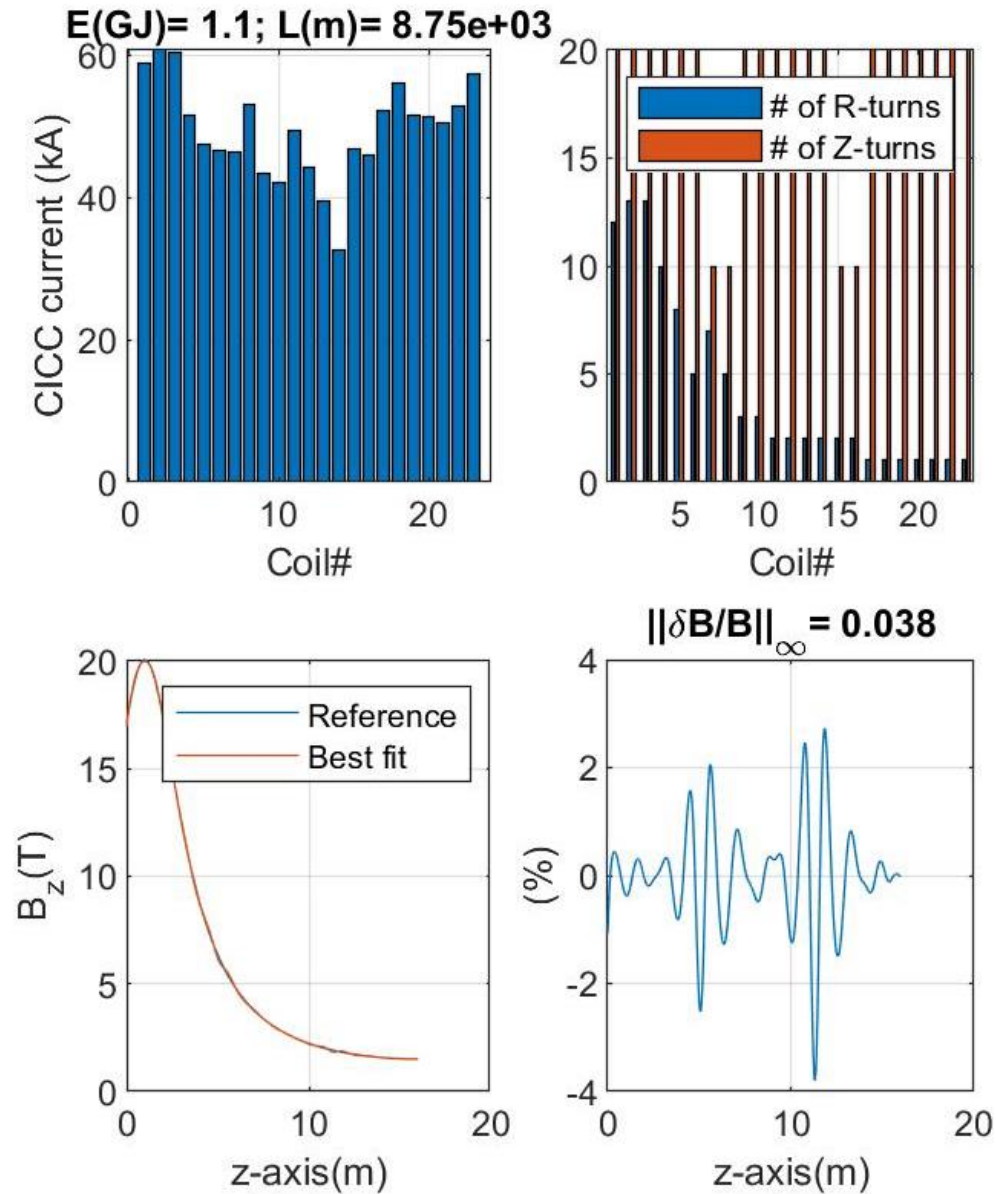 E(GJ)= 1.1; L(m)= 8.75e+03
60
40
20
0
0
10
20
CICC current (kA)
Coil#
20
15
10
5
0
5
10
15
20
# of R-turns
# of Z-turns
Coil#
20
15
10
5
0
0
10
20
Reference
Best fit
B_z(T)
z-axis(m)
||δB/B||_∞ = 0.038
4
2
0
-2
-4
0
10
20
(%)
z-axis(m)